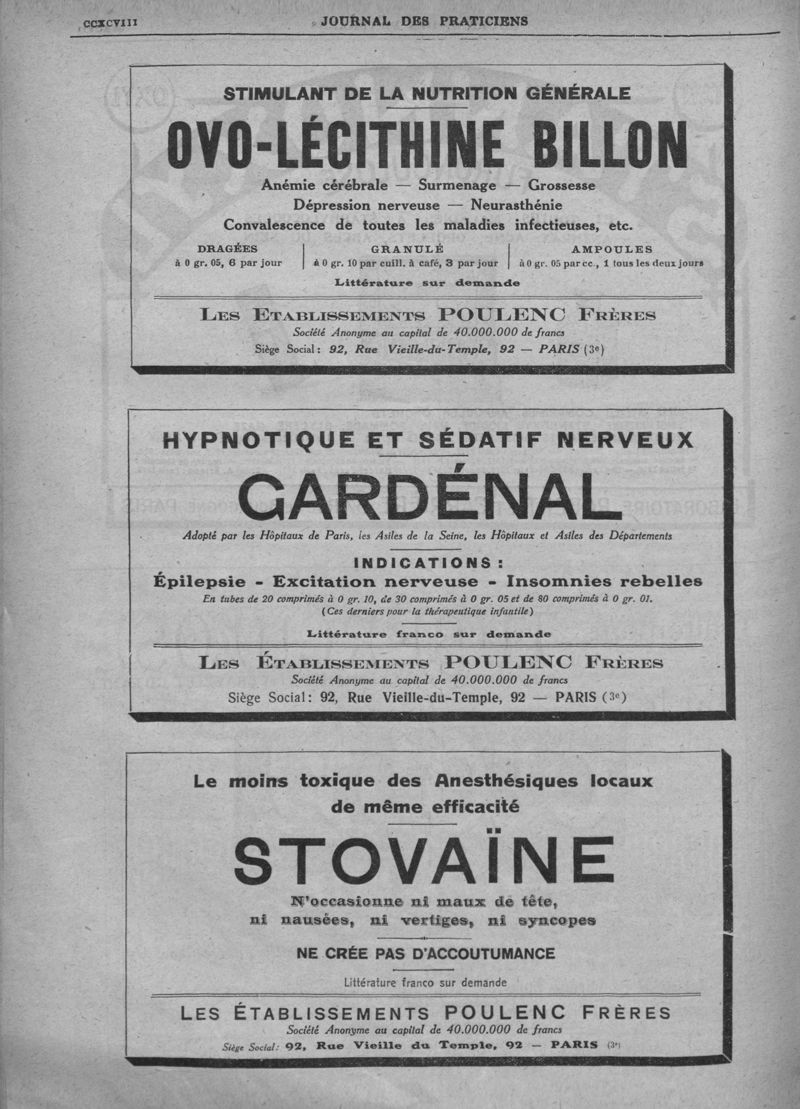 CCXCVIII
JOURNAL DES PRATICIENS
STIMULANT DE LA NUTRITION GÉNÉRALE
OVO-LÉCITHINE BILLON
Anémie cérébrale — Surmenage — Grossesse
Dépression nerveuse — Neurasthénie
Convalescence de toutes les maladies infectieuses, etc.
DRAGÉES
à 0 gr. 05, 6 par jour
GRANULÉ
à 0 gr. 10 par cuill. à café, 3 par jour
AMPOULES
à 0 gr. 05 par cc., 1 tous les deux jours
Littérature sur demande
LES ETABLISSEMENTS POULENC FRÈRES
Société Anonyme au capital de 40.000.000 de francs
Siège Social : 92, Rue Vieille-du-Temple, 92 — PARIS (3e)
HYPNOTIQUE ET SÉDATIF NERVEUX
GARDÉNAL
Adopté par les Hôpitaux de Paris, les Asiles de la Seine, les Hôpitaux et Asiles des Départements
INDICATIONS :
Épilepsie - Excitation nerveuse - Insomnies rebelles
En tubes de 20 comprimés à 0 gr. 10, de 30 comprimés à 0 gr. 05 et de 80 comprimés à 0 gr. 01.
(Ces derniers pour la thérapeutique infantile)
Littérature franco sur demande
LES ÉTABLISSEMENTS POULENC FRÈRES
Société Anonyme au capital de 40.000.000 de francs
Siège Social : 92, Rue Vieille-du-Temple, 92 — PARIS (3e)
Le moins toxique des Anesthésiques locaux
de même efficacité
STOVAÏNE
N'occasionne ni maux de tête,
ni nausées, ni vertiges, ni syncopes
NE CRÉE PAS D'ACCOUTUMANCE
Littérature franco sur demande
LES ÉTABLISSEMENTS POULENC FRÈRES
Société Anonyme au capital de 40.000.000 de francs
Siège Social : 92, Rue Vieille du Temple, 92 — PARIS (3e)